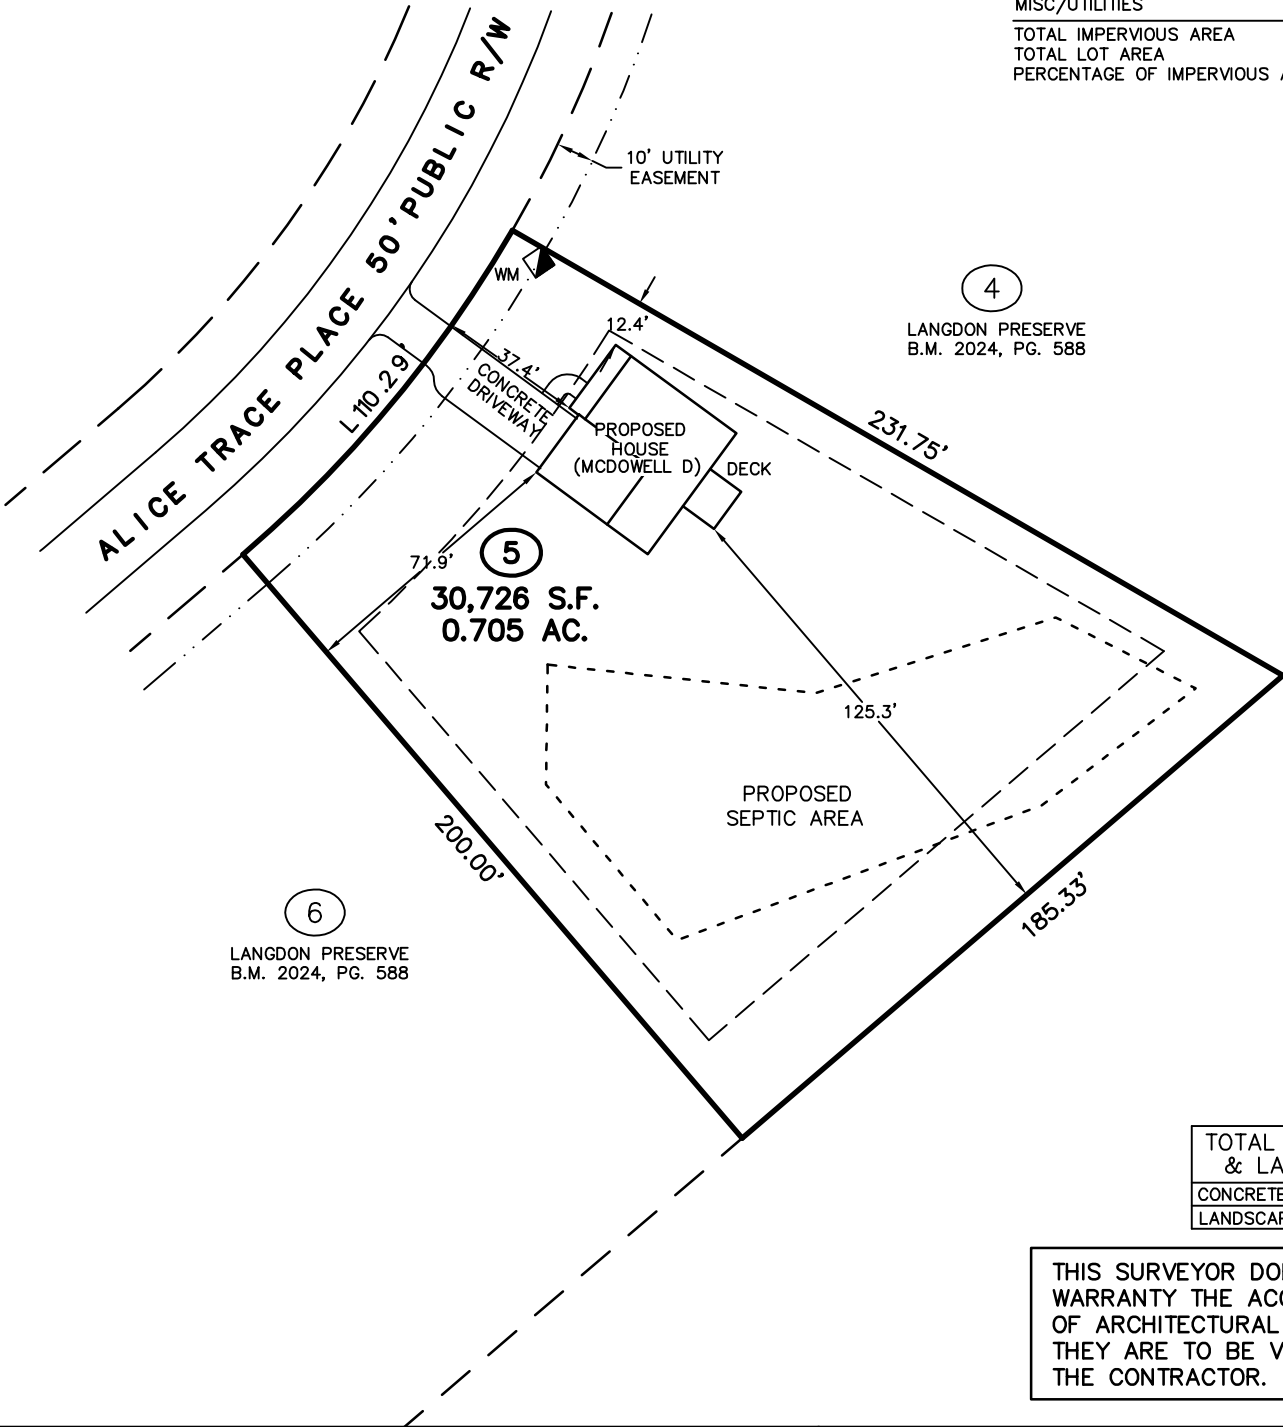 MISC/UTILITIES
TOTAL IMPERVIOUS AREA
TOTAL LOT AREA
PERCENTAGE OF IMPERVIOUS
ALICE TRACE PLACE 50' PUBLIC R/W
10' UTILITY
EASEMENT
WM
4
LANGDON PRESERVE
B.M. 2024, PG. 588
12.4'
37.4'
CONCRETE
DRIVEWAY
L 110.29'
231.75'
PROPOSED
HOUSE
(MCDOWELL D)
DECK
71.9'
5
30,726 S.F.
0.705 AC.
125.3'
PROPOSED
SEPTIC AREA
200.00'
185.33'
6
LANGDON PRESERVE
B.M. 2024, PG. 588
TOTAL
& LA
CONCRETE
LANDSCAP
THIS SURVEYOR DO
WARRANTY THE ACC
OF ARCHITECTURAL
THEY ARE TO BE V
THE CONTRACTOR.